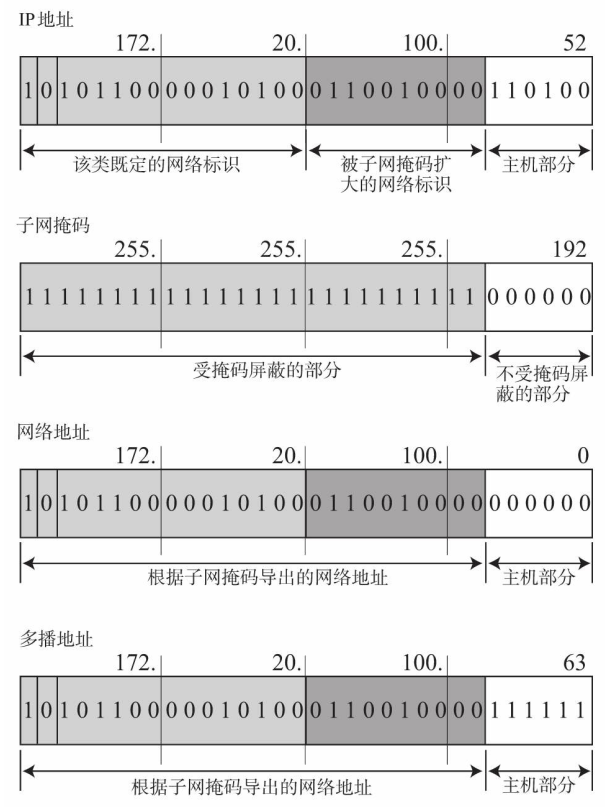 IP地址
172. 20. 100. 52
1 0 1 0 1 1 0 0 0 0 0 1 0 1 0 0 0 1 1 0 0 1 0 0 0 0 1 1 0 1 0 0
该类既定的网络标识 被子网掩码扩 主机部分
大的网络标识
子网掩码
255. 255. 255. 192
1 1 1 1 1 1 1 1 1 1 1 1 1 1 1 1 1 1 1 1 1 1 1 1 1 1 0 0 0 0 0 0
受掩码屏蔽的部分 不受掩码屏
蔽的部分
网络地址
172. 20. 100. 0
1 0 1 0 1 1 0 0 0 0 0 1 0 1 0 0 0 1 1 0 0 1 0 0 0 0 0 0 0 0 0 0
根据子网掩码导出的网络地址 主机部分
多播地址
172. 20. 100. 63
1 0 1 0 1 1 0 0 0 0 0 1 0 1 0 0 0 1 1 0 0 1 0 0 0 0 1 1 1 1 1 1
根据子网掩码导出的网络地址 主机部分